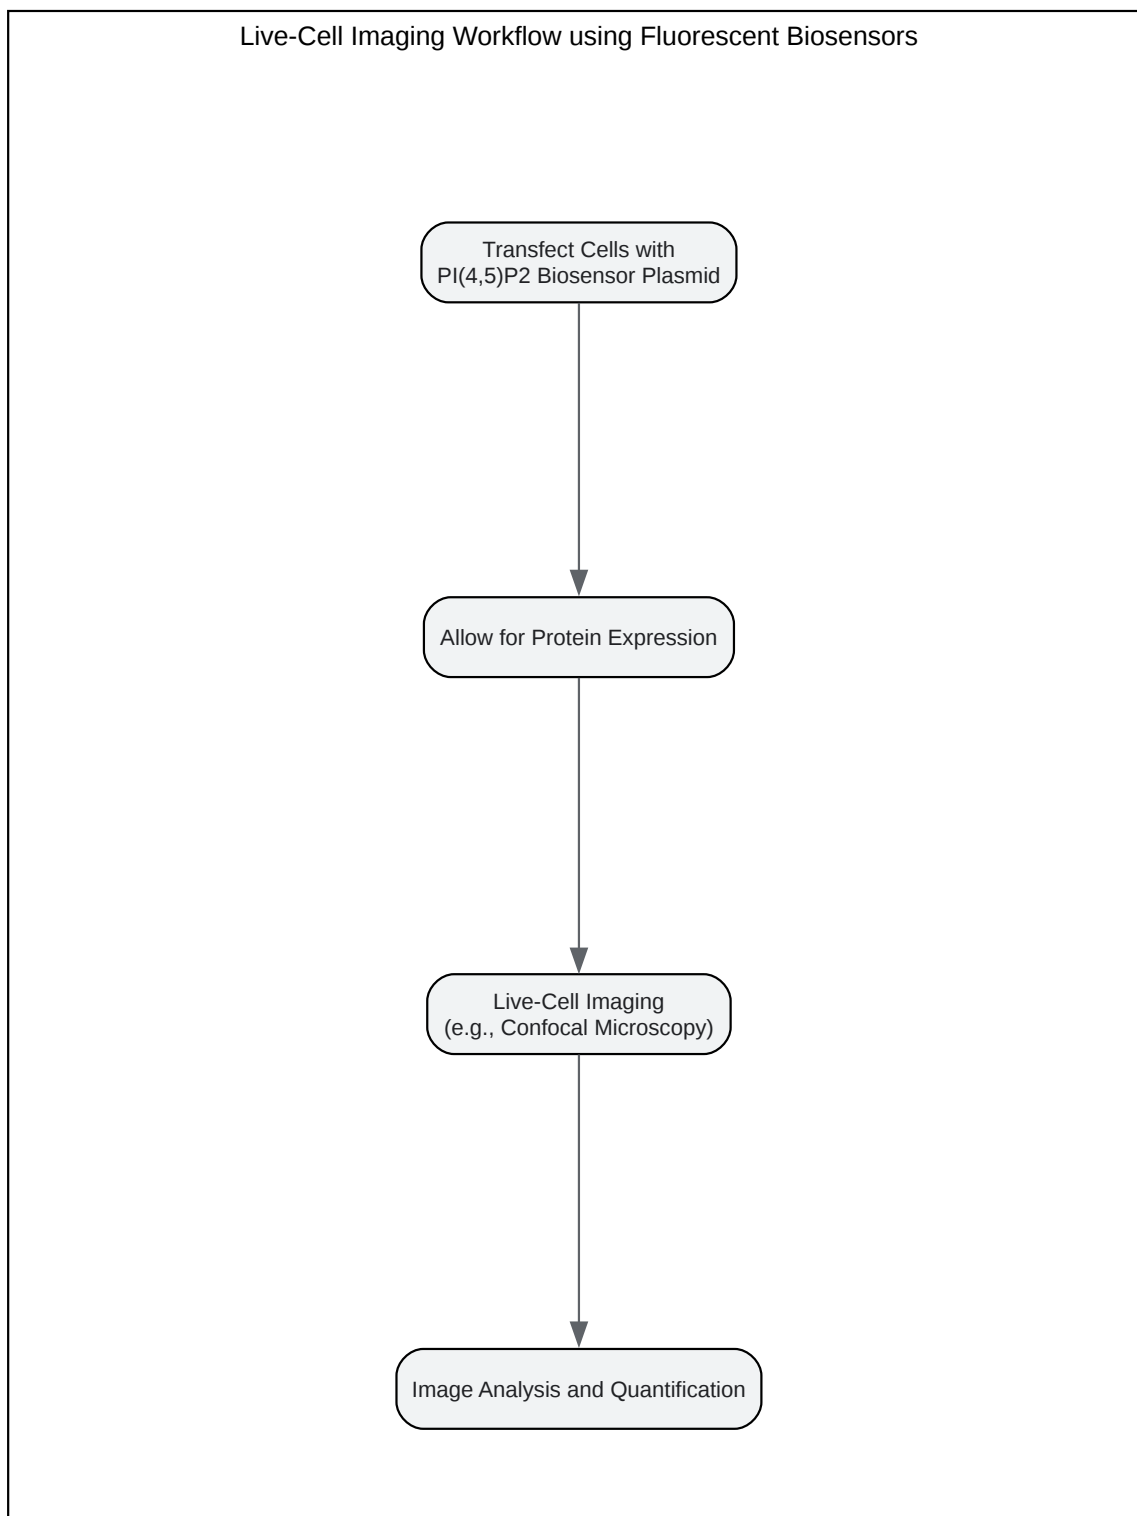 Live-Cell Imaging Workflow using Fluorescent Biosensors
Transfect Cells with
PI(4,5)P2 Biosensor Plasmid
Allow for Protein Expression
Live-Cell Imaging
(e.g., Confocal Microscopy)
Image Analysis and Quantification